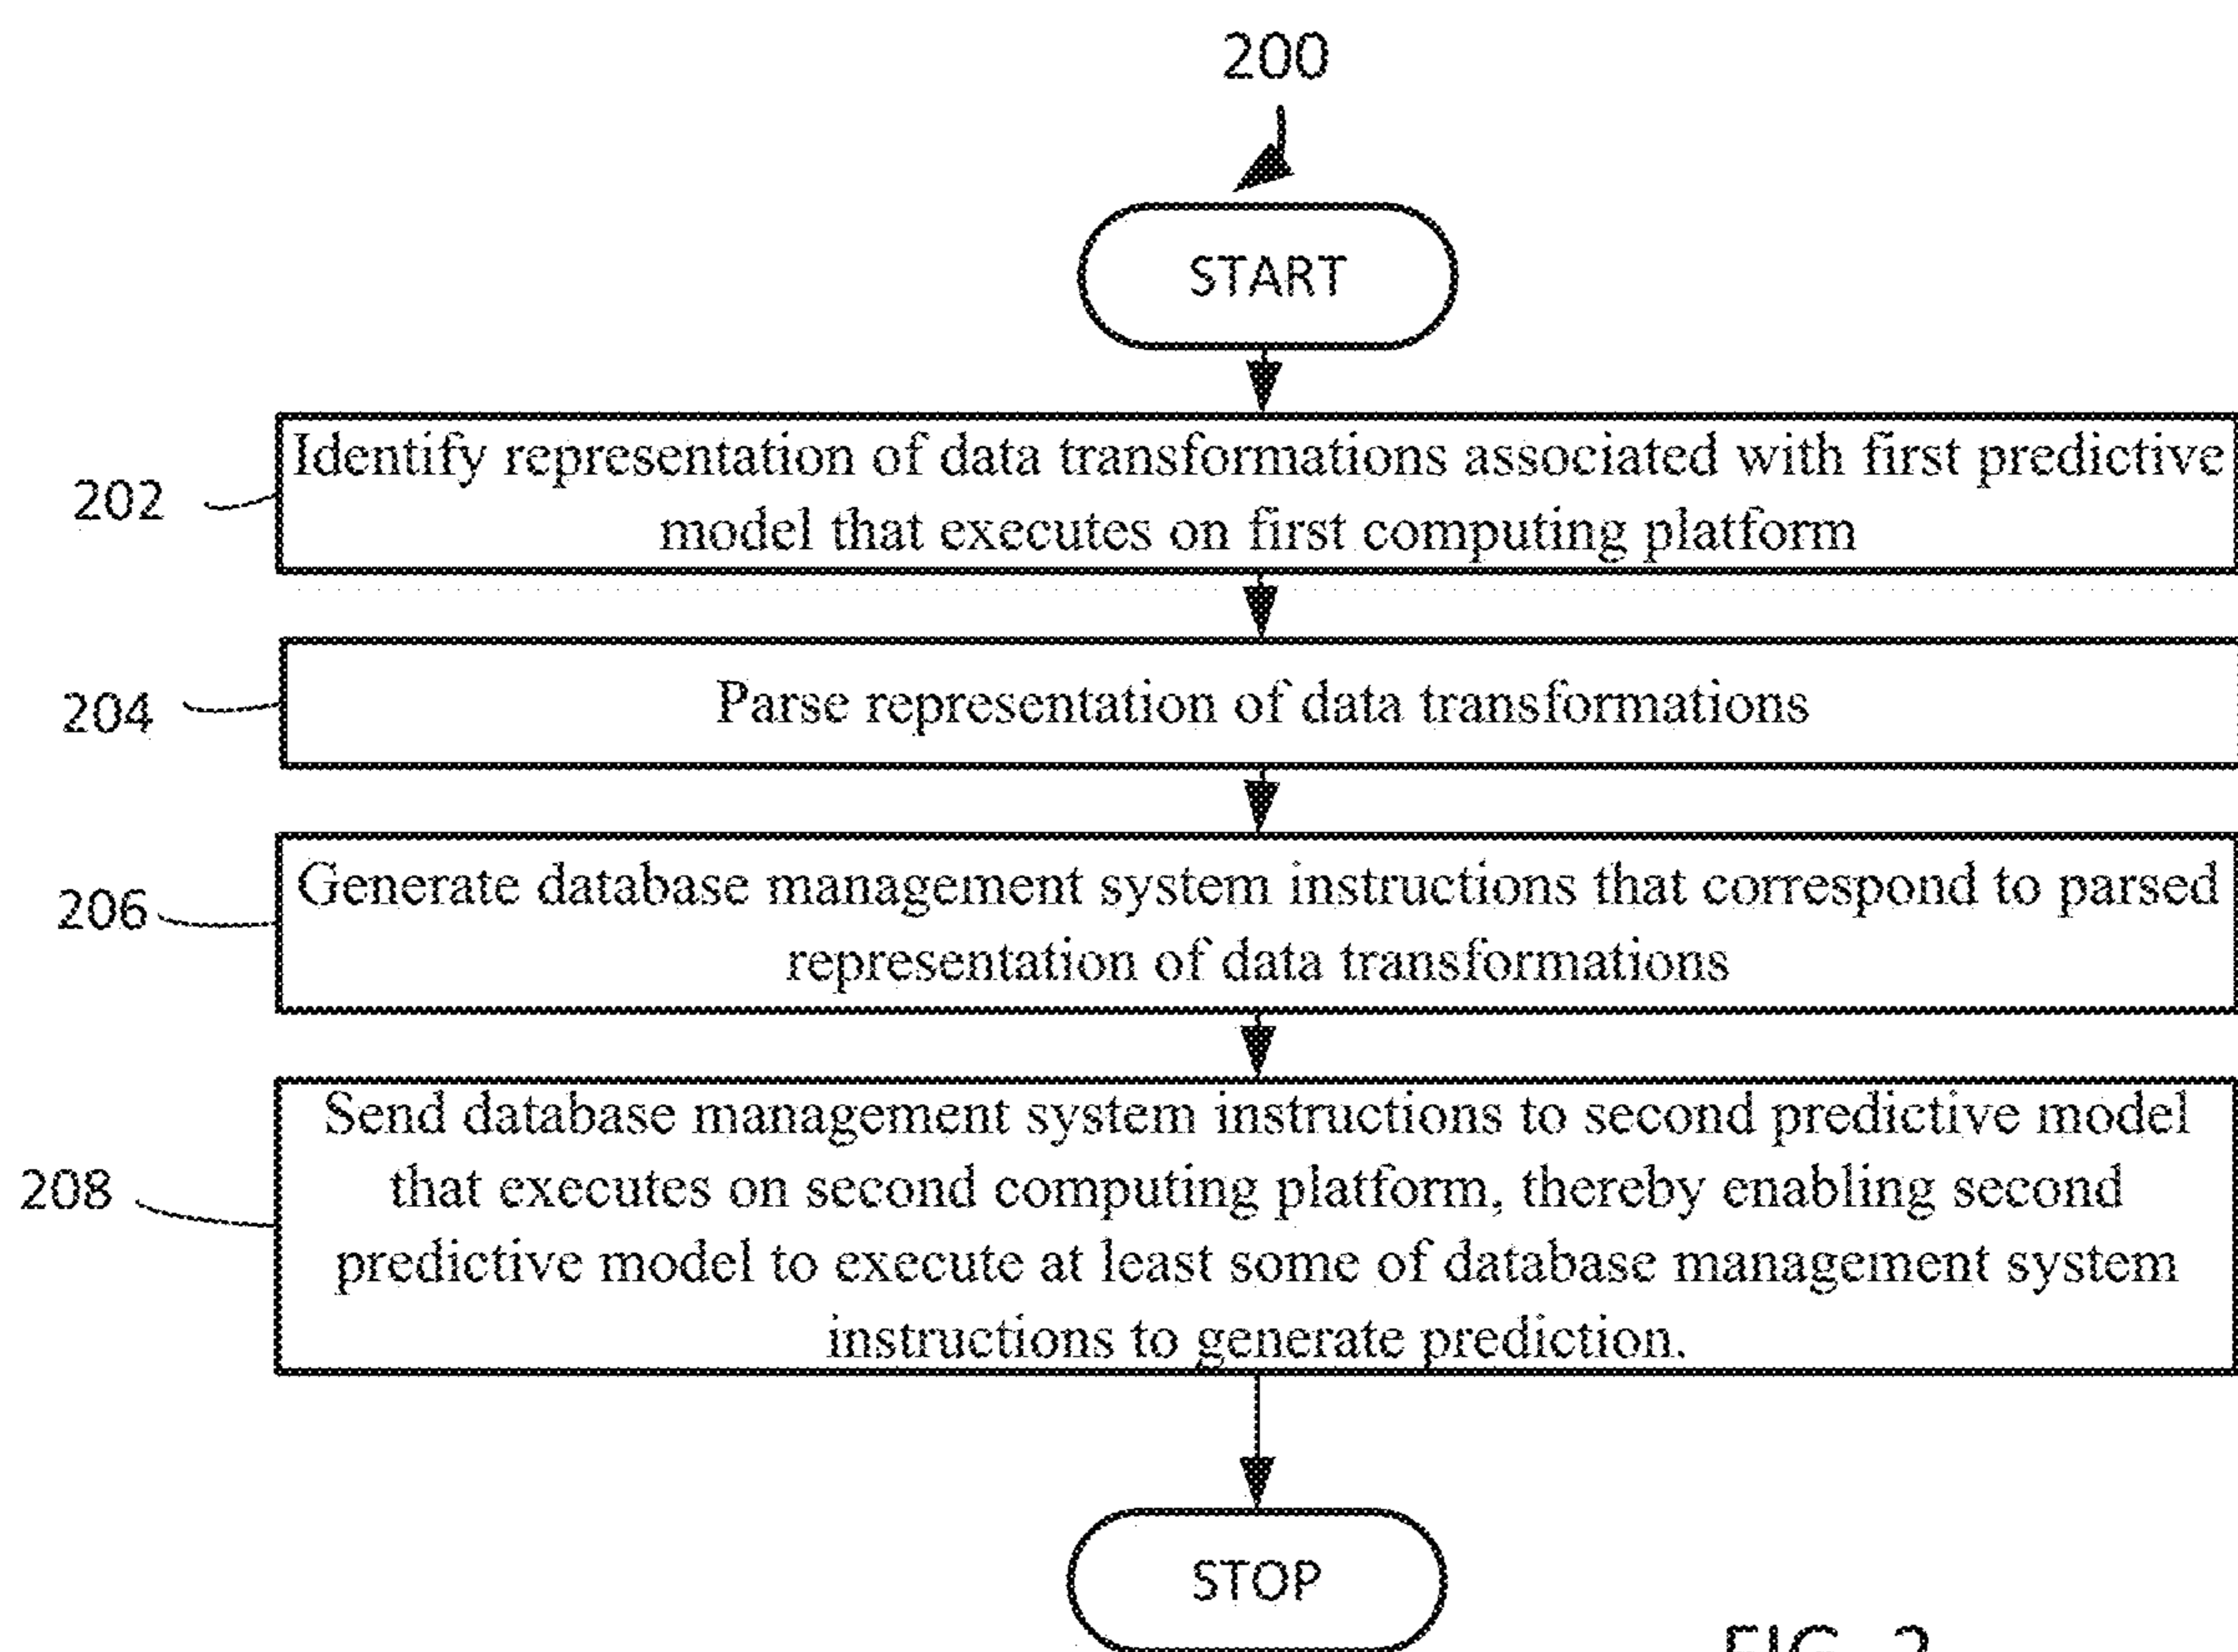 200
START
202
Identify representation of data transformations associated with first predictive
model that executes on first computing platform
204
Parse representation of data transformations
206
Generate database management system instructions that correspond to parsed
representation of data transformations
208
Send database management system instructions to second predictive model
that executes on second computing platform, thereby enabling second
predictive model to execute at least some of database management system
instructions to generate prediction.
STOP
FIG. 2